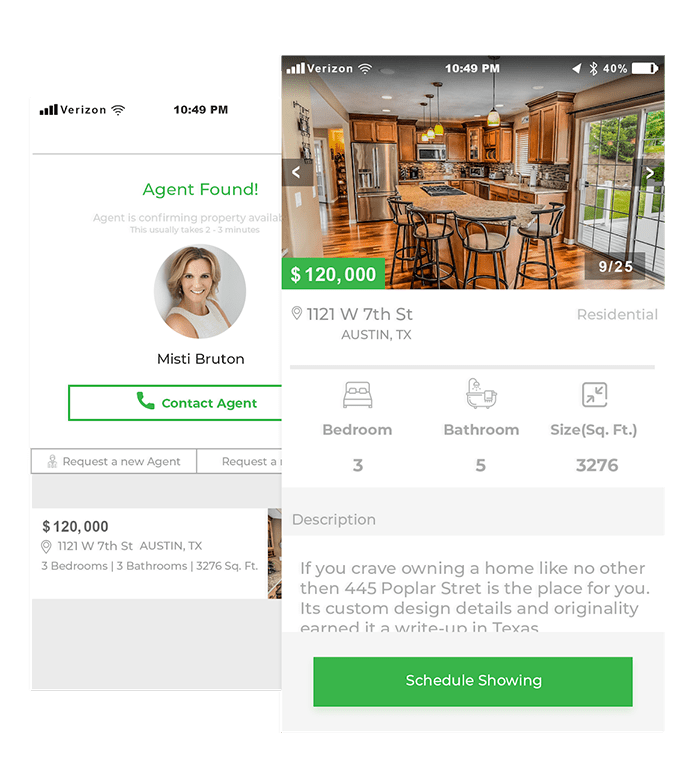 Verizon
10:49 PM
Agent Found!
Agent is confirming property
This usually takes 2 - 3 minutes
Misti Bruton
Contact Agent
Request a new Agent
Request a
$120,000
1121 W 7th St AUSTIN, TX
3 Bedrooms | 3 Bathrooms | 3276 Sq. Ft.
Verizon
10:49 PM
40%
<
>
$120,000
9/25
1121 W 7th St
Residential
AUSTIN, TX
Bedroom
Bathroom
Size(Sq. Ft.)
3
5
3276
Description
If you crave owning a home like no other
then 445 Poplar Stret is the place for you.
Its custom design details and originality
earned it a write-up in Texas
Schedule Showing